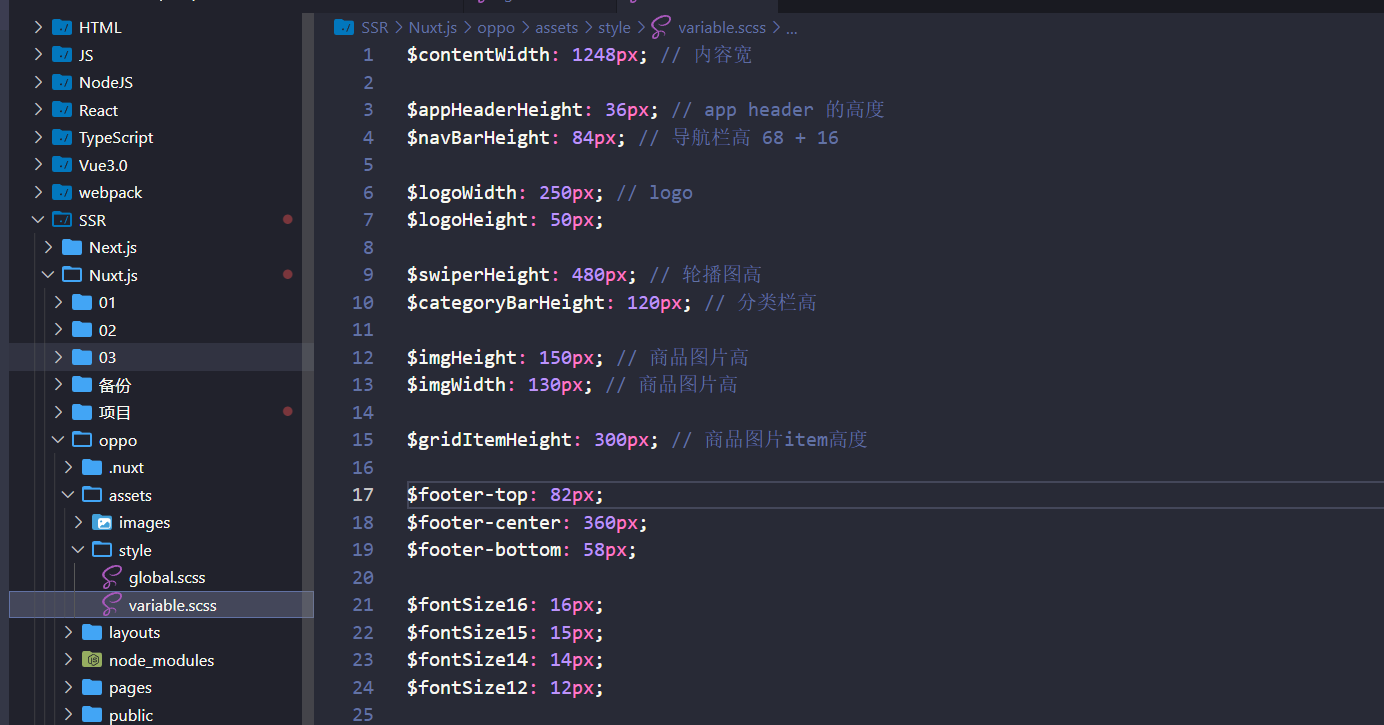 HTML
JS
NodeJS
React
TypeScript
Vue3.0
webpack
SSR
Next.js
Nuxt.js
01
02
03
备份
项目
oppo
.nuxt
assets
images
style
global.scss
variable.scss
layouts
node_modules
pages
public
SSR > Nuxt.js > oppo > assets > style > variable.scss > ...
1 $contentWidth: 1248px; // 内容宽
2
3 $appHeaderHeight: 36px; // app header 的高度
4 $navBarHeight: 84px; // 导航栏高 68 + 16
5
6 $logoWidth: 250px; // logo
7 $logoHeight: 50px;
8
9 $swiperHeight: 480px; // 轮播图高
10 $categoryBarHeight: 120px; // 分类栏高
11
12 $imgHeight: 150px; // 商品图片高
13 $imgWidth: 130px; // 商品图片高
14
15 $gridItemHeight: 300px; // 商品图片item高度
16
17 $footer-top: 82px;
18 $footer-center: 360px;
19 $footer-bottom: 58px;
20
21 $fontSize16: 16px;
22 $fontSize15: 15px;
23 $fontSize14: 14px;
24 $fontSize12: 12px;
25